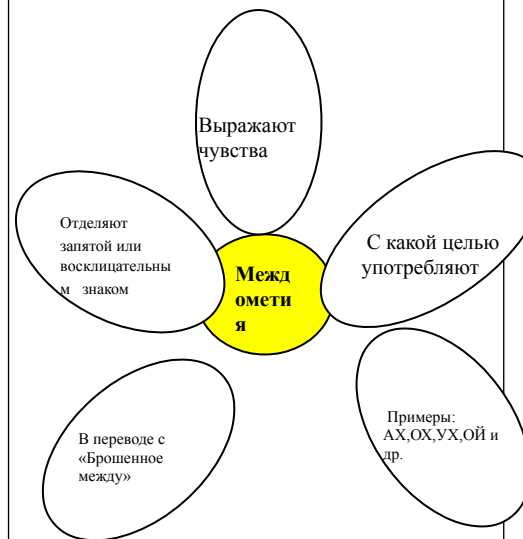 Выражают
чувства
Отделяют
запятой или
восклицательны
м знаком
С какой целью
употребляют
Межд
омети
я
В переводе с
«Брошенное
между»
Примеры:
АХ,ОХ,УХ,ОЙ и
др.